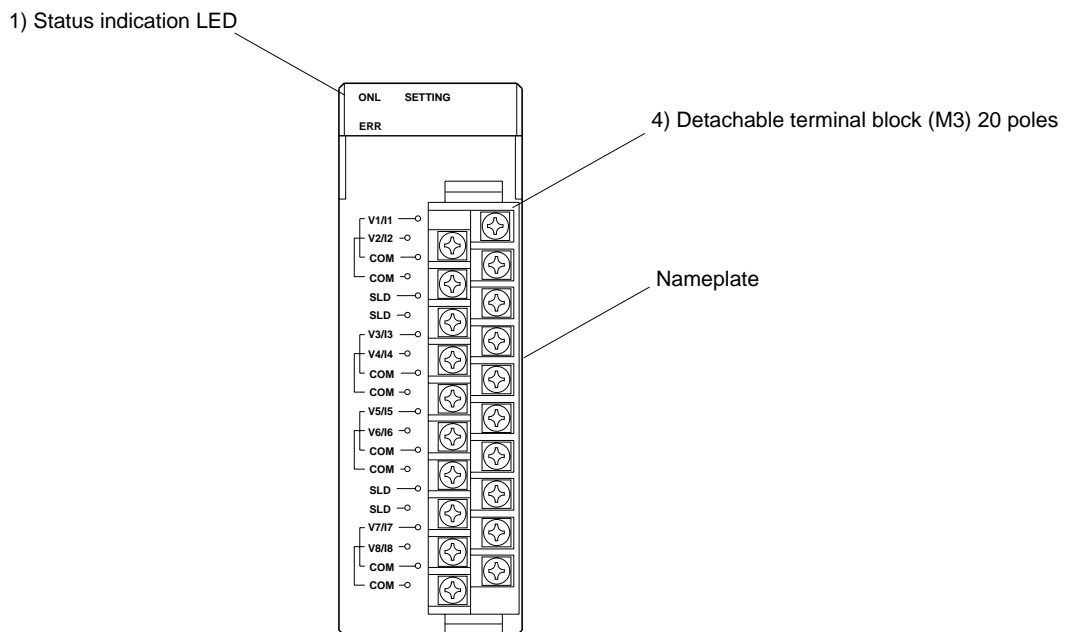 1) Status indication LED
ONL SETTING
ERR
4) Detachable terminal block (M3) 20 poles
V1/I1
V2/I2
COM
COM
SLD
SLD
V3/I3
V4/I4
COM
COM
V5/I5
V6/I6
COM
COM
SLD
SLD
V7/I7
V8/I8
COM
COM
Nameplate